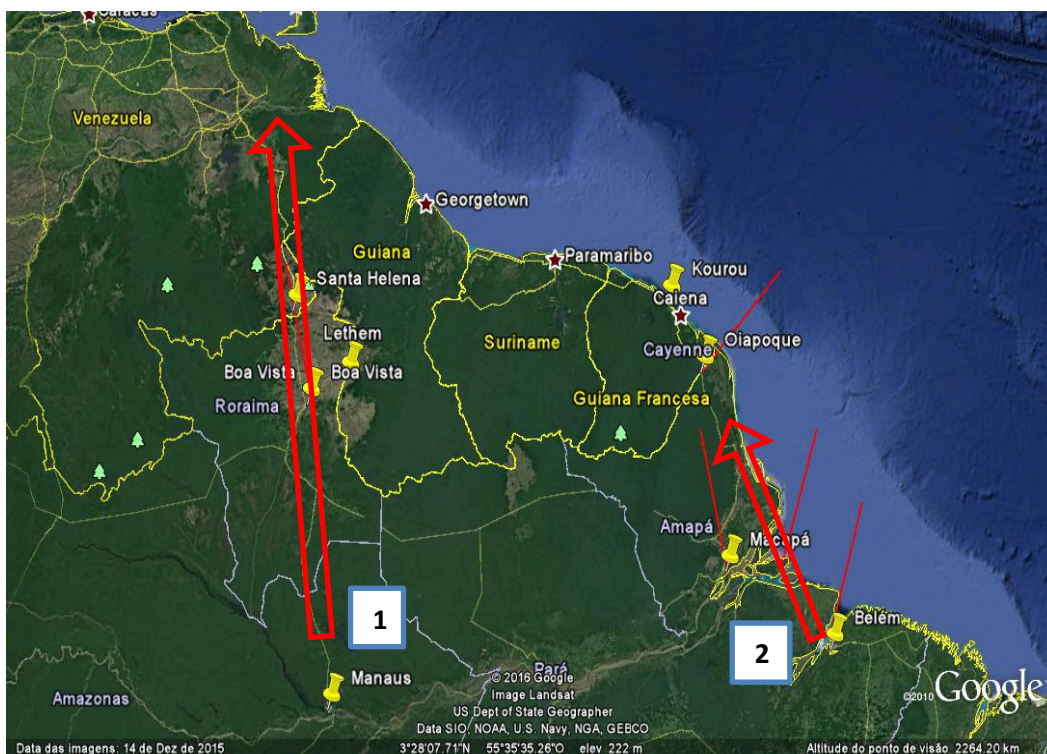 Caracas
Venezuela
Georgetown
Guiana
Santa Helena
Paramaribo
Kourou
Caiena
Lethem
Suriname
Cayenne
Oiapoque
Boa Vista
Boa Vista
Roraima
Guiana Francesa
Amapá
Macapá
1
Belém
2
Manaus
Pará
Amazonas
© 2016 Google
Image Landsat
US Dept of State Geographer
Data SIO, NOAA, U.S. Navy, NGA, GEBCO
©2010 Google
Data das imagens: 14 de Dez de 2015 3°28'07.71"N 55°35'35.26"O elev 222 m Altitude do ponto de visão 2264.20 km